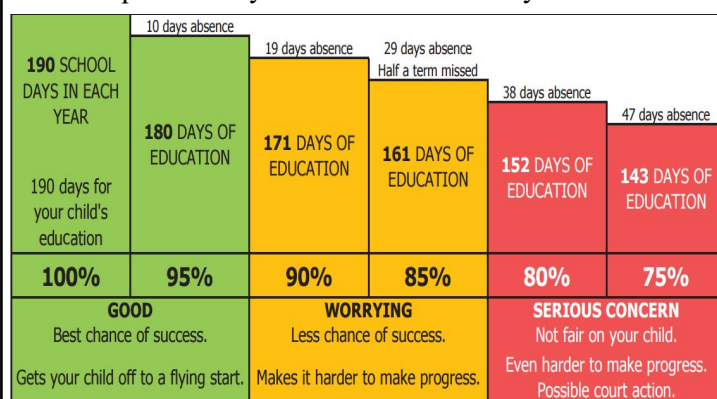 190 SCHOOL
DAYS IN EACH
YEAR
190 days for
your child's
education
10 days absence
180 DAYS OF
EDUCATION
19 days absence
171 DAYS OF
EDUCATION
29 days absence
Half a term missed
161 DAYS OF
EDUCATION
38 days absence
152 DAYS OF
EDUCATION
47 days absence
143 DAYS OF
EDUCATION
100%
95%
90%
85%
80%
75%
GOOD
Best chance of success.
Gets your child off to a flying start.
WORRYING
Less chance of success.
Makes it harder to make progress.
SERIOUS CONCERN
Not fair on your child.
Even harder to make progress.
Possible court action.